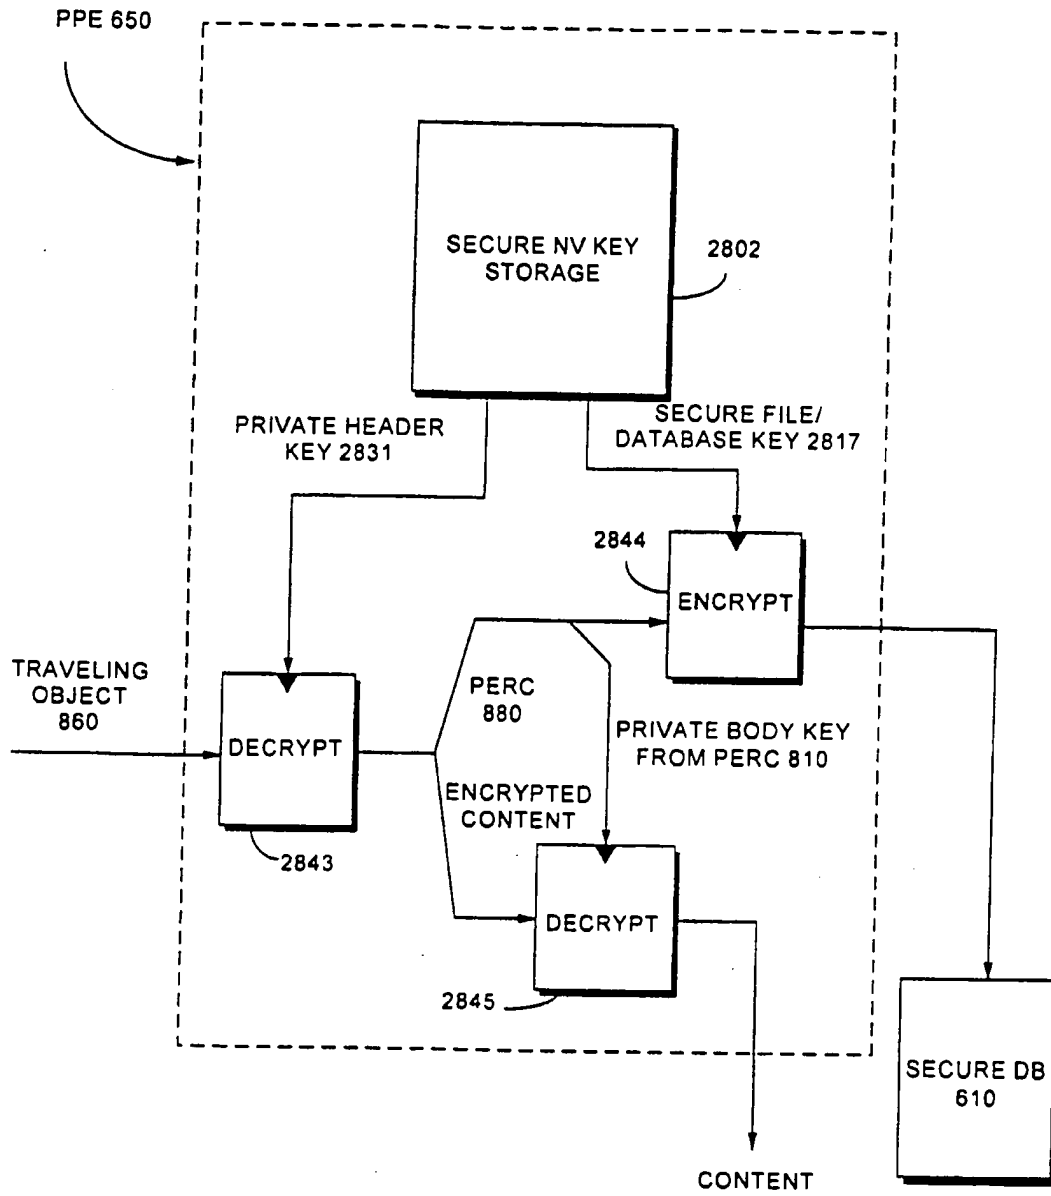 PPE 650
SECURE NV KEY
STORAGE
2802
PRIVATE HEADER
KEY 2831
SECURE FILE/
DATABASE KEY 2817
2844
ENCRYPT
TRAVELING
OBJECT
860
DECRYPT
PERC
880
PRIVATE BODY KEY
FROM PERC 810
ENCRYPTED
CONTENT
2843
DECRYPT
2845
SECURE DB
610
CONTENT